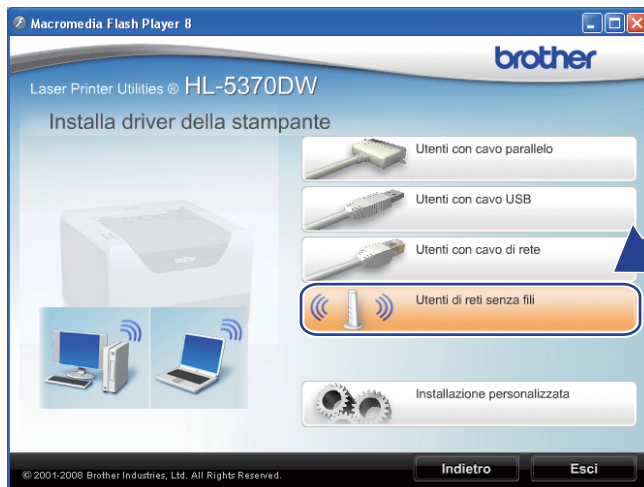 Macromedia Flash Player 8
brother
Laser Printer Utilities ® HL-5370DW
Installa driver della stampante
Utenti con cavo parallelo
Utenti con cavo USB
Utenti con cavo di rete
Utenti di reti senza fili
Installazione personalizzata
brother
Indietro
Esci
© 2001-2008 Brother Industries, Ltd. All Rights Reserved.